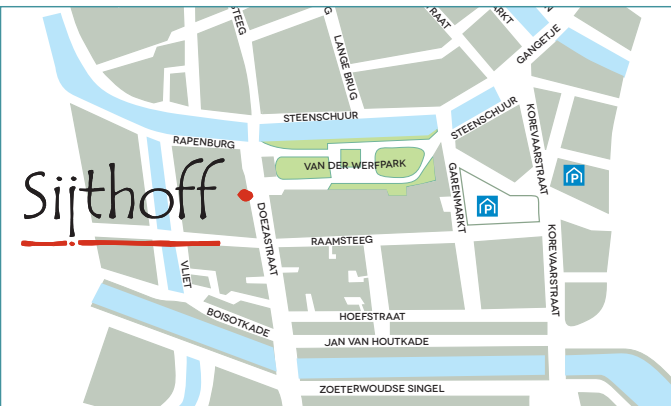 STEEG
G
LANGE BRUG
RAAT
RKT
GANGETJE
STEENSCHUUR
STEENSCHUUR
RAPENBURG
KOREVAARSTRAAT
VAN DER WERFPARK
GARENMARKT
P
P
Sijthoff
DOEZASTRAAT
RAAMSTEEG
KOREVAARSTRAAT
VLIET
BOISOTKADE
HOEFSTRAAT
JAN VAN HOUTKADE
ZOETERWOUDSE SINGEL